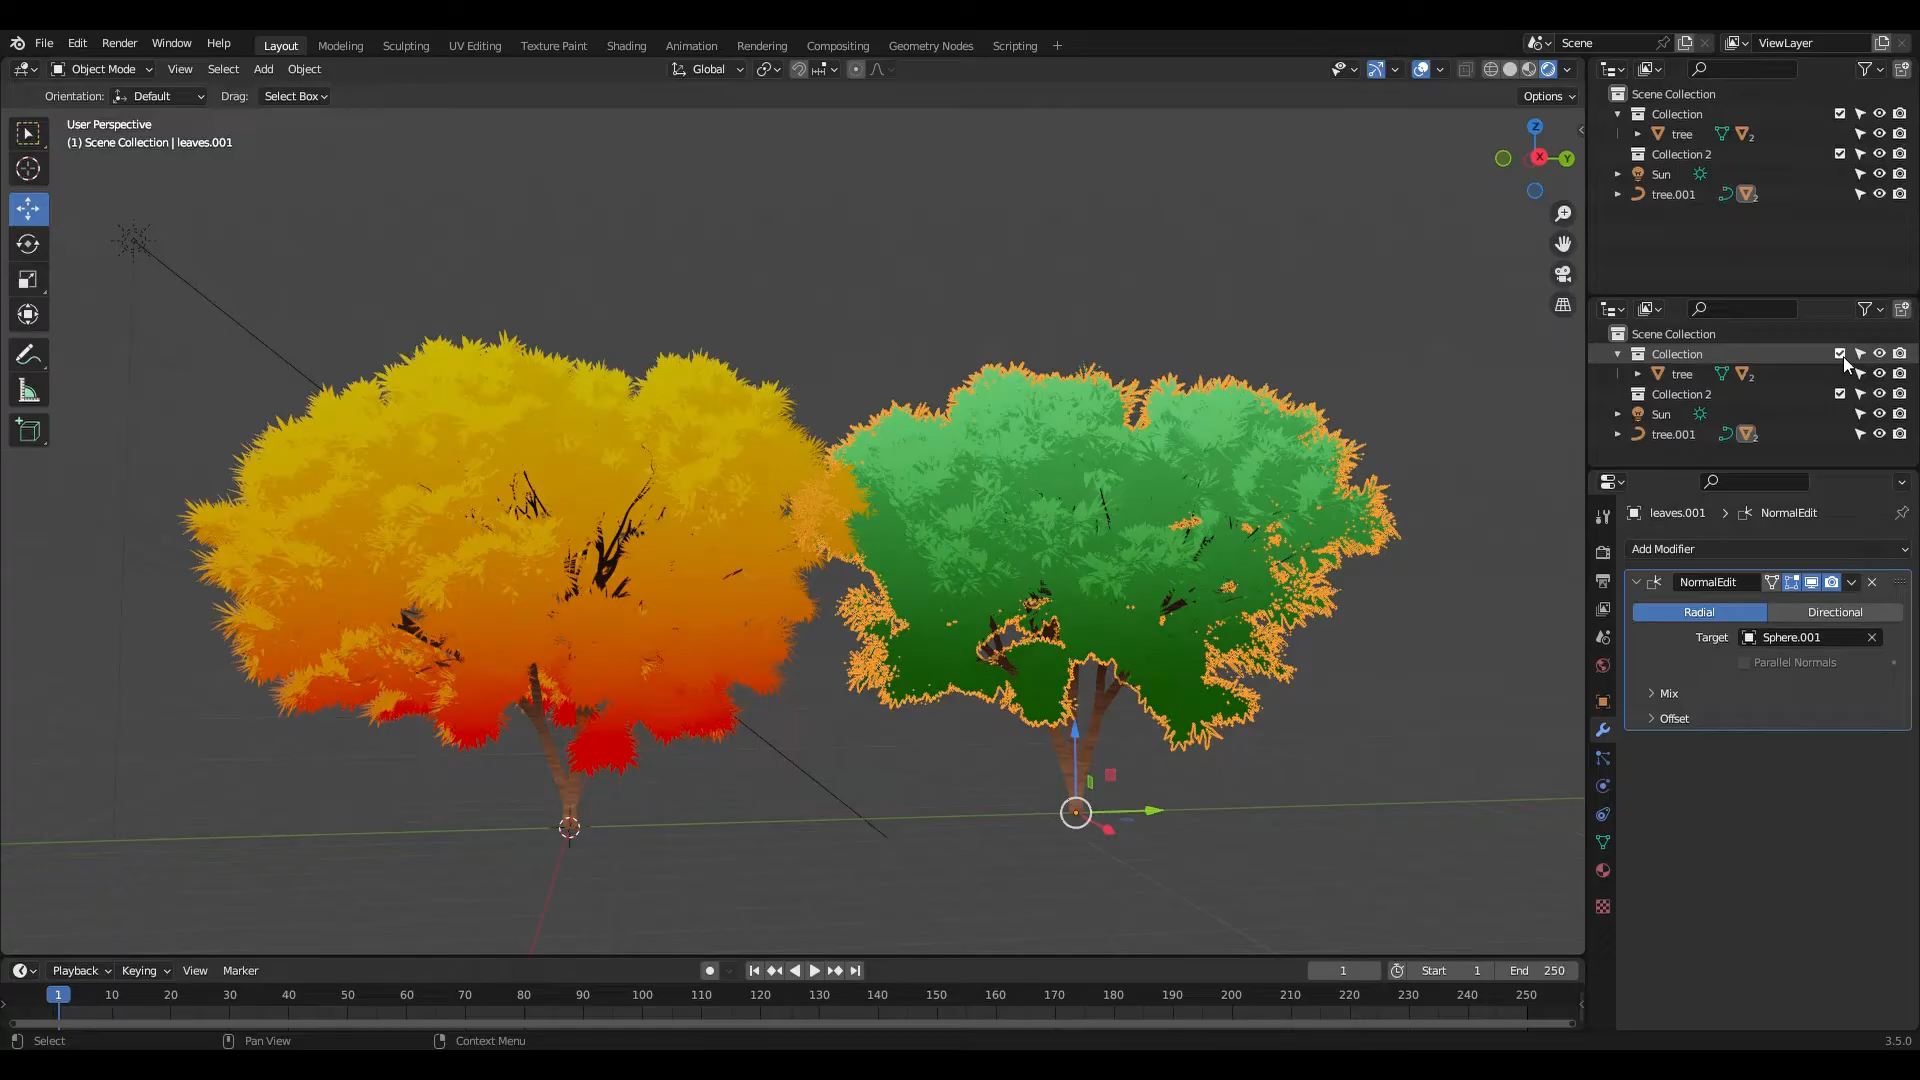 File Edit Render Window Help Layout Modeling Sculpting UV Editing Texture Paint Shading Animation Rendering Compositing Geometry Nodes Scripting + Scene ViewLayer
Object Mode View Select Add Object Global
Orientation: Default Drag: Select Box Options
User Perspective
(1) Scene Collection | leaves.001
Z
X
Y
Scene Collection
Collection
tree 2
Collection 2
Sun
tree.001 2
Scene Collection
Collection
tree 2
Collection 2
Sun
tree.001 2
leaves.001 > NormalEdit
Add Modifier
NormalEdit
Radial Directional
Target Sphere.001
Parallel Normals
Mix
Offset
Playback Keying View Marker 1 Start 1 End 250
1 10 20 30 40 50 60 70 80 90 100 110 120 130 140 150 160 170 180 190 200 210 220 230 240 250
Select Pan View Context Menu 3.5.0